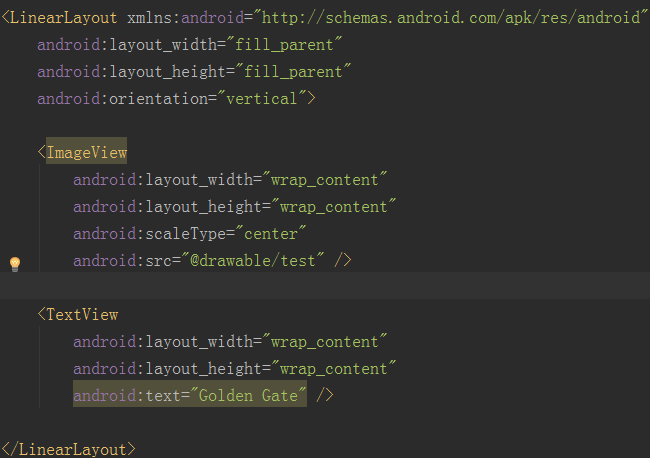 <LinearLayout xmlns:android="http://schemas.android.com/apk/res/android"
    android:layout_width="fill_parent"
    android:layout_height="fill_parent"
    android:orientation="vertical">

    <ImageView
        android:layout_width="wrap_content"
        android:layout_height="wrap_content"
        android:scaleType="center"
        android:src="@drawable/test" />

    <TextView
        android:layout_width="wrap_content"
        android:layout_height="wrap_content"
        android:text="Golden Gate" />

</LinearLayout>